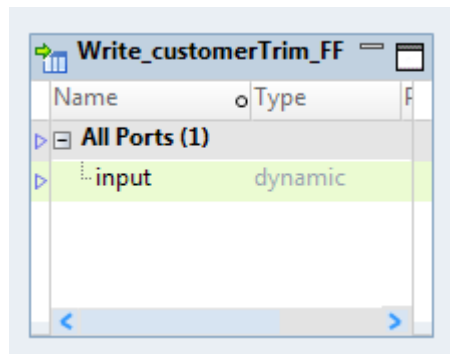 Write_customerTrim_FF
Name Type
All Ports (1)
input dynamic